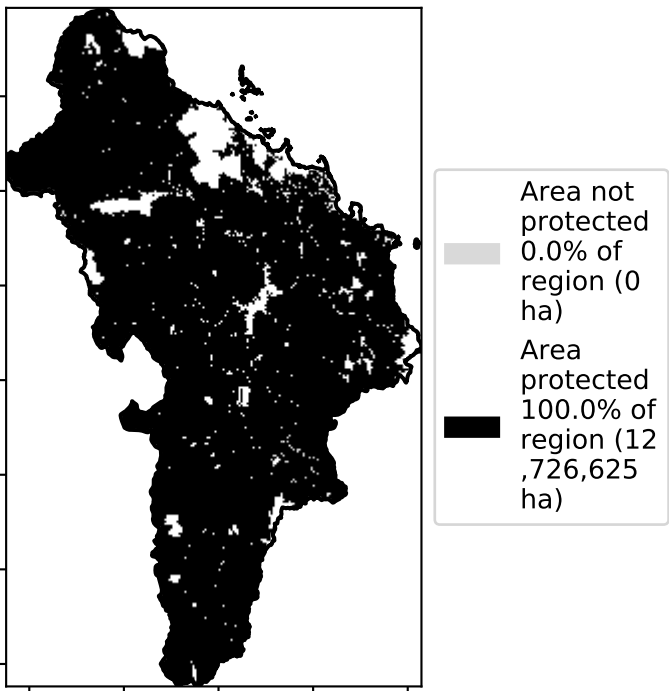 Area not
protected
0.0% of
region (0
ha)
Area
protected
100.0% of
region (12
,726,625
ha)